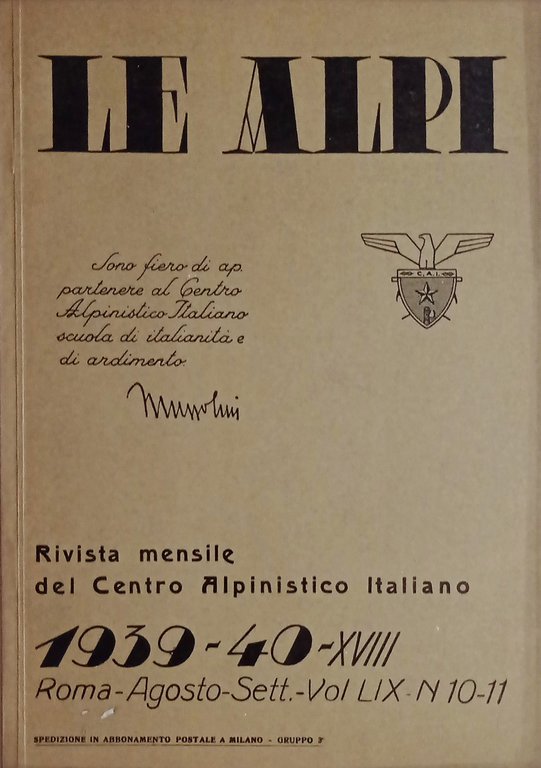 LE ALPI
C.A.I.
Sono fiero di ap.
partenere al Centro
Alpinistico Italiano
scuola di italianità e
di ardimento.
Mussolini
Rivista mensile
del Centro Alpinistico Italiano
1939-40-XVIII
Roma-Agosto-Sett.-Vol LIX-N 10-11
SPEDIZIONE IN ABBONAMENTO POSTALE A MILANO - GRUPPO 3°